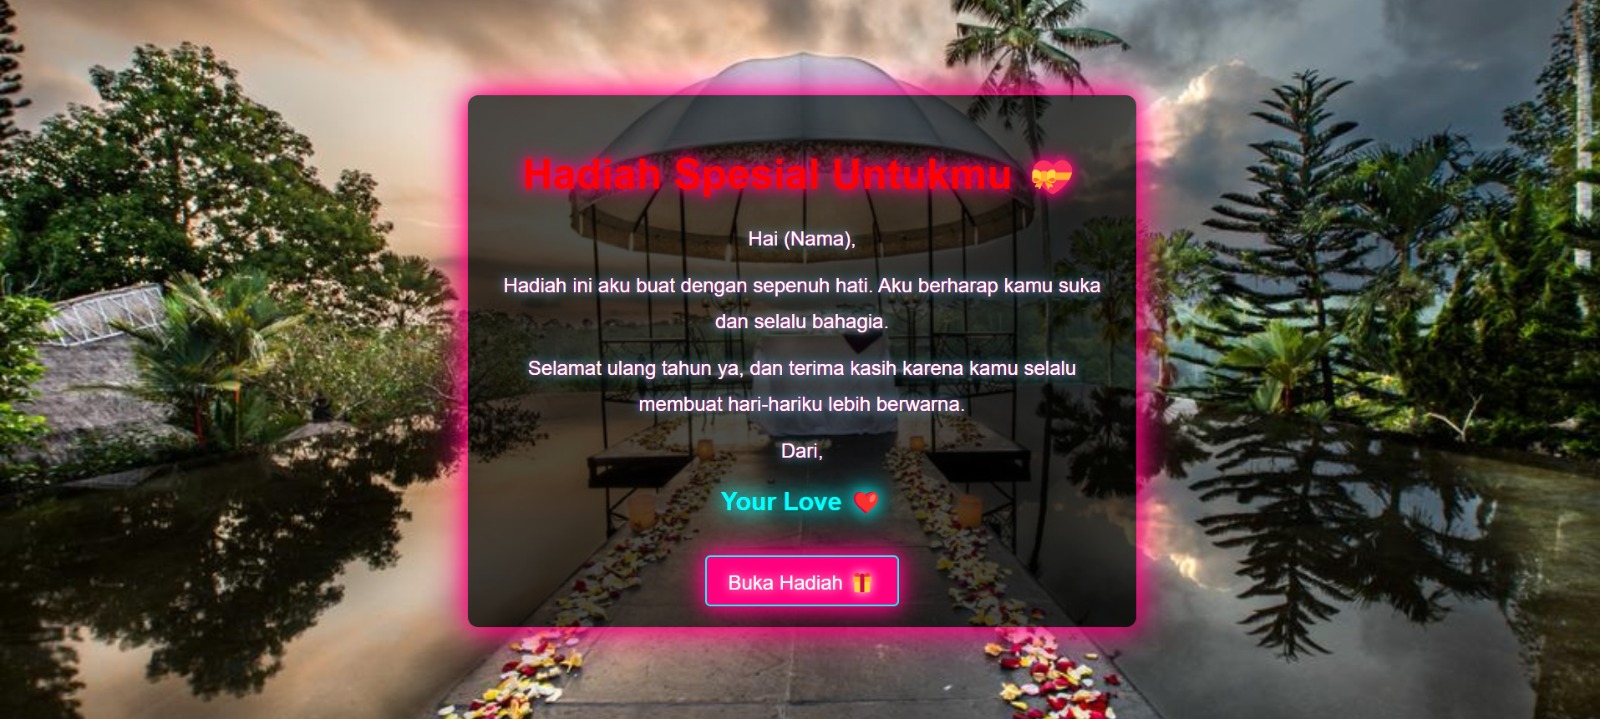 Hadiah Spesial Untukmu 💝
Hai (Nama),
Hadiah ini aku buat dengan sepenuh hati. Aku berharap kamu suka
dan selalu bahagia.
Selamat ulang tahun ya, dan terima kasih karena kamu selalu
membuat hari-hariku lebih berwarna.
Dari,
Your Love ❤️
Buka Hadiah 🎁